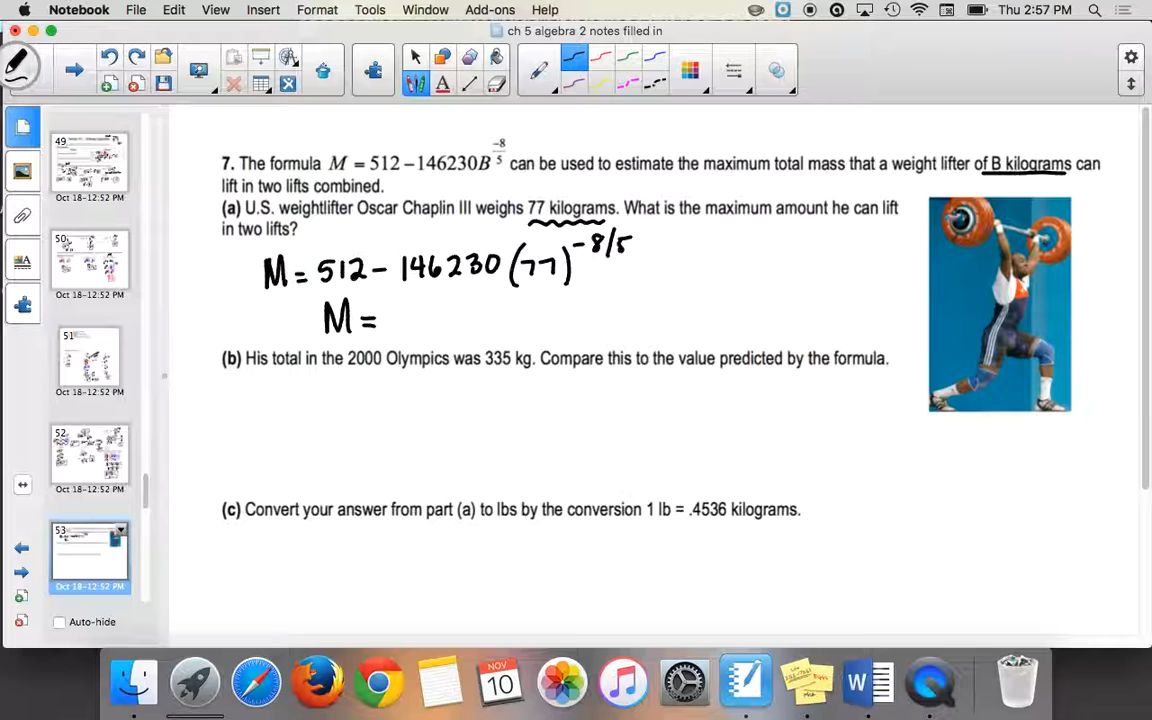 Notebook File Edit View Insert Format Tools Window Add-ons Help Thu 2:57 PM
ch 5 algebra 2 notes filled in
49
Oct 18-12:52 PM
50
Oct 18-12:52 PM
51
Oct 18-12:52 PM
52
Oct 18-12:52 PM
53
Oct 18-12:52 PM
Auto-hide
7. The formula M = 512 – 146230B^(-8/5) can be used to estimate the maximum total mass that a weight lifter of B kilograms can
lift in two lifts combined.
(a) U.S. weightlifter Oscar Chaplin III weighs 77 kilograms. What is the maximum amount he can lift
in two lifts?
M = 512 - 146230 (77)^(-8/5)
M =
(b) His total in the 2000 Olympics was 335 kg. Compare this to the value predicted by the formula.
(c) Convert your answer from part (a) to lbs by the conversion 1 lb = .4536 kilograms.
NOV
10
W